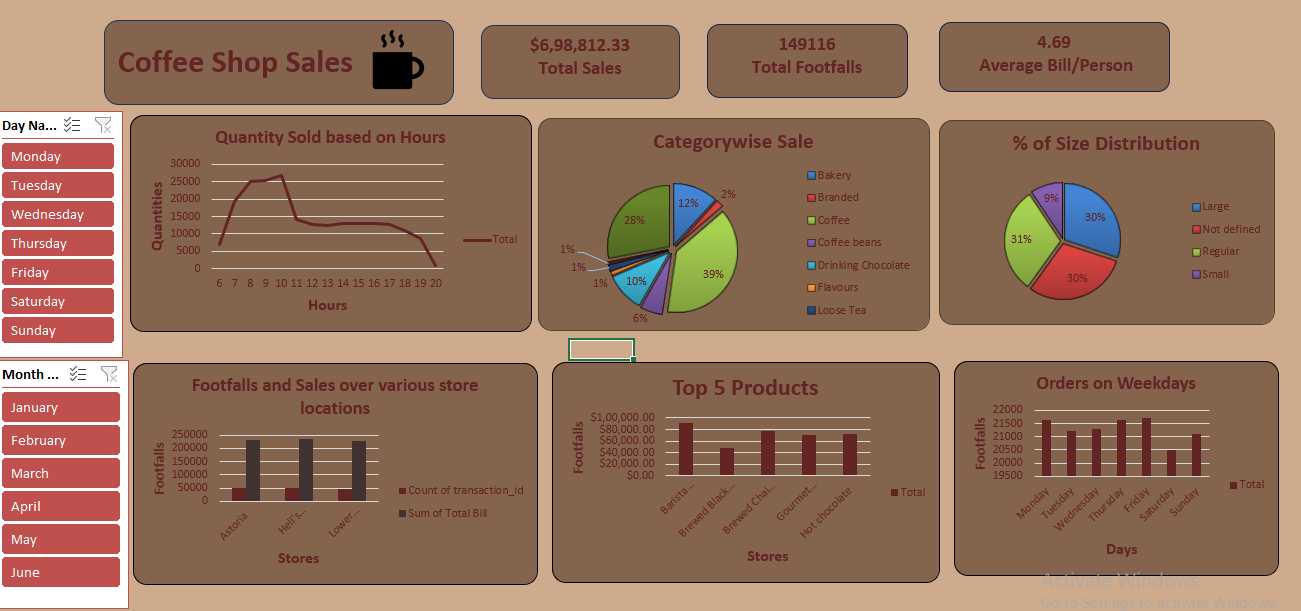 Coffee Shop Sales
$6,98,812.33
Total Sales
149116
Total Footfalls
4.69
Average Bill/Person
Day Na...
Monday
Tuesday
Wednesday
Thursday
Friday
Saturday
Sunday
Quantity Sold based on Hours
Quantities
30000
25000
20000
15000
10000
5000
0
6 7 8 9 10 11 12 13 14 15 16 17 18 19 20
Hours
Total
Categorywise Sale
12%
2%
39%
6%
10%
1%
1%
1%
28%
Bakery
Branded
Coffee
Coffee beans
Drinking Chocolate
Flavours
Loose Tea
% of Size Distribution
30%
30%
31%
9%
Large
Not defined
Regular
Small
Month ...
January
February
March
April
May
June
Footfalls and Sales over various store
locations
Footfalls
250000
200000
150000
100000
50000
0
Astoria
Hell's...
Lower...
Stores
Count of transaction_id
Sum of Total Bill
Top 5 Products
Footfalls
$1,00,000.00
$80,000.00
$60,000.00
$40,000.00
$20,000.00
$0.00
Barista...
Brewed Black...
Brewed Chai...
Gourmet...
Hot chocolate
Stores
Total
Orders on Weekdays
Footfalls
22000
21500
21000
20500
20000
19500
Monday
Tuesday
Wednesday
Thursday
Friday
Saturday
Sunday
Days
Total
Activate Windows
Go to Settings to activate Windows.